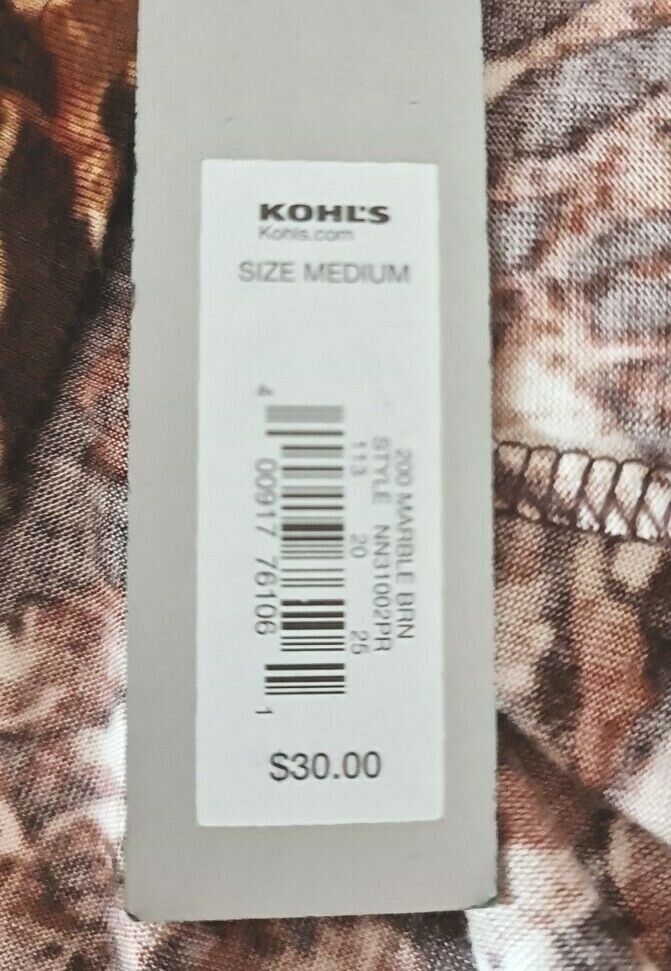 KOHL'S
Kohls.com
SIZE MEDIUM
200 MARBLE BRN
STYLE NN31002PR
113 20 25
4 00917 76106 1
$30.00